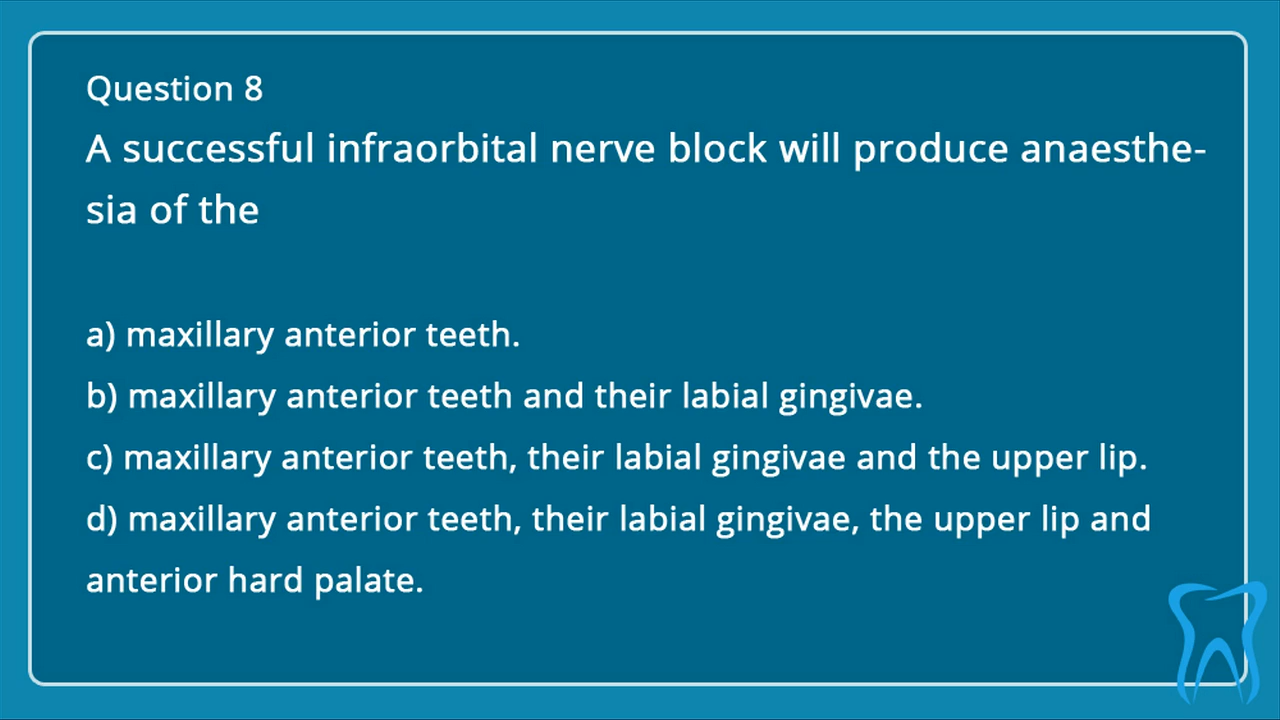 Question 8
A successful infraorbital nerve block will produce anaesthe-
sia of the
a) maxillary anterior teeth.
b) maxillary anterior teeth and their labial gingivae.
c) maxillary anterior teeth, their labial gingivae and the upper lip.
d) maxillary anterior teeth, their labial gingivae, the upper lip and
anterior hard palate.